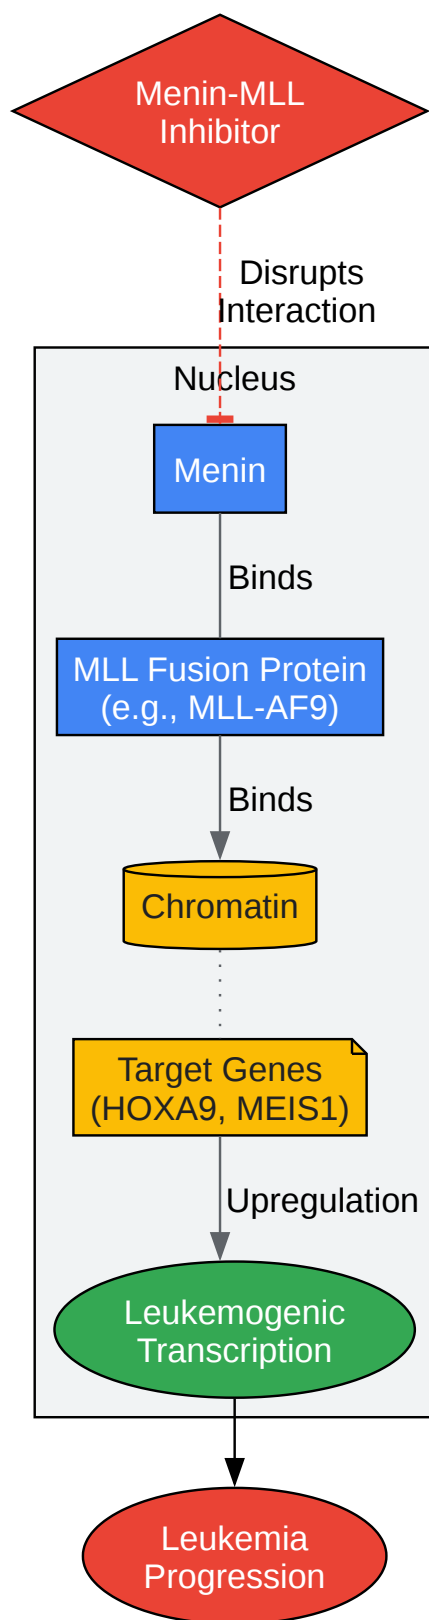 Menin-MLL
Inhibitor
Disrupts
Interaction
Nucleus
Menin
Binds
MLL Fusion Protein
(e.g., MLL-AF9)
Binds
Chromatin
Target Genes
(HOXA9, MEIS1)
Upregulation
Leukemogenic
Transcription
Leukemia
Progression